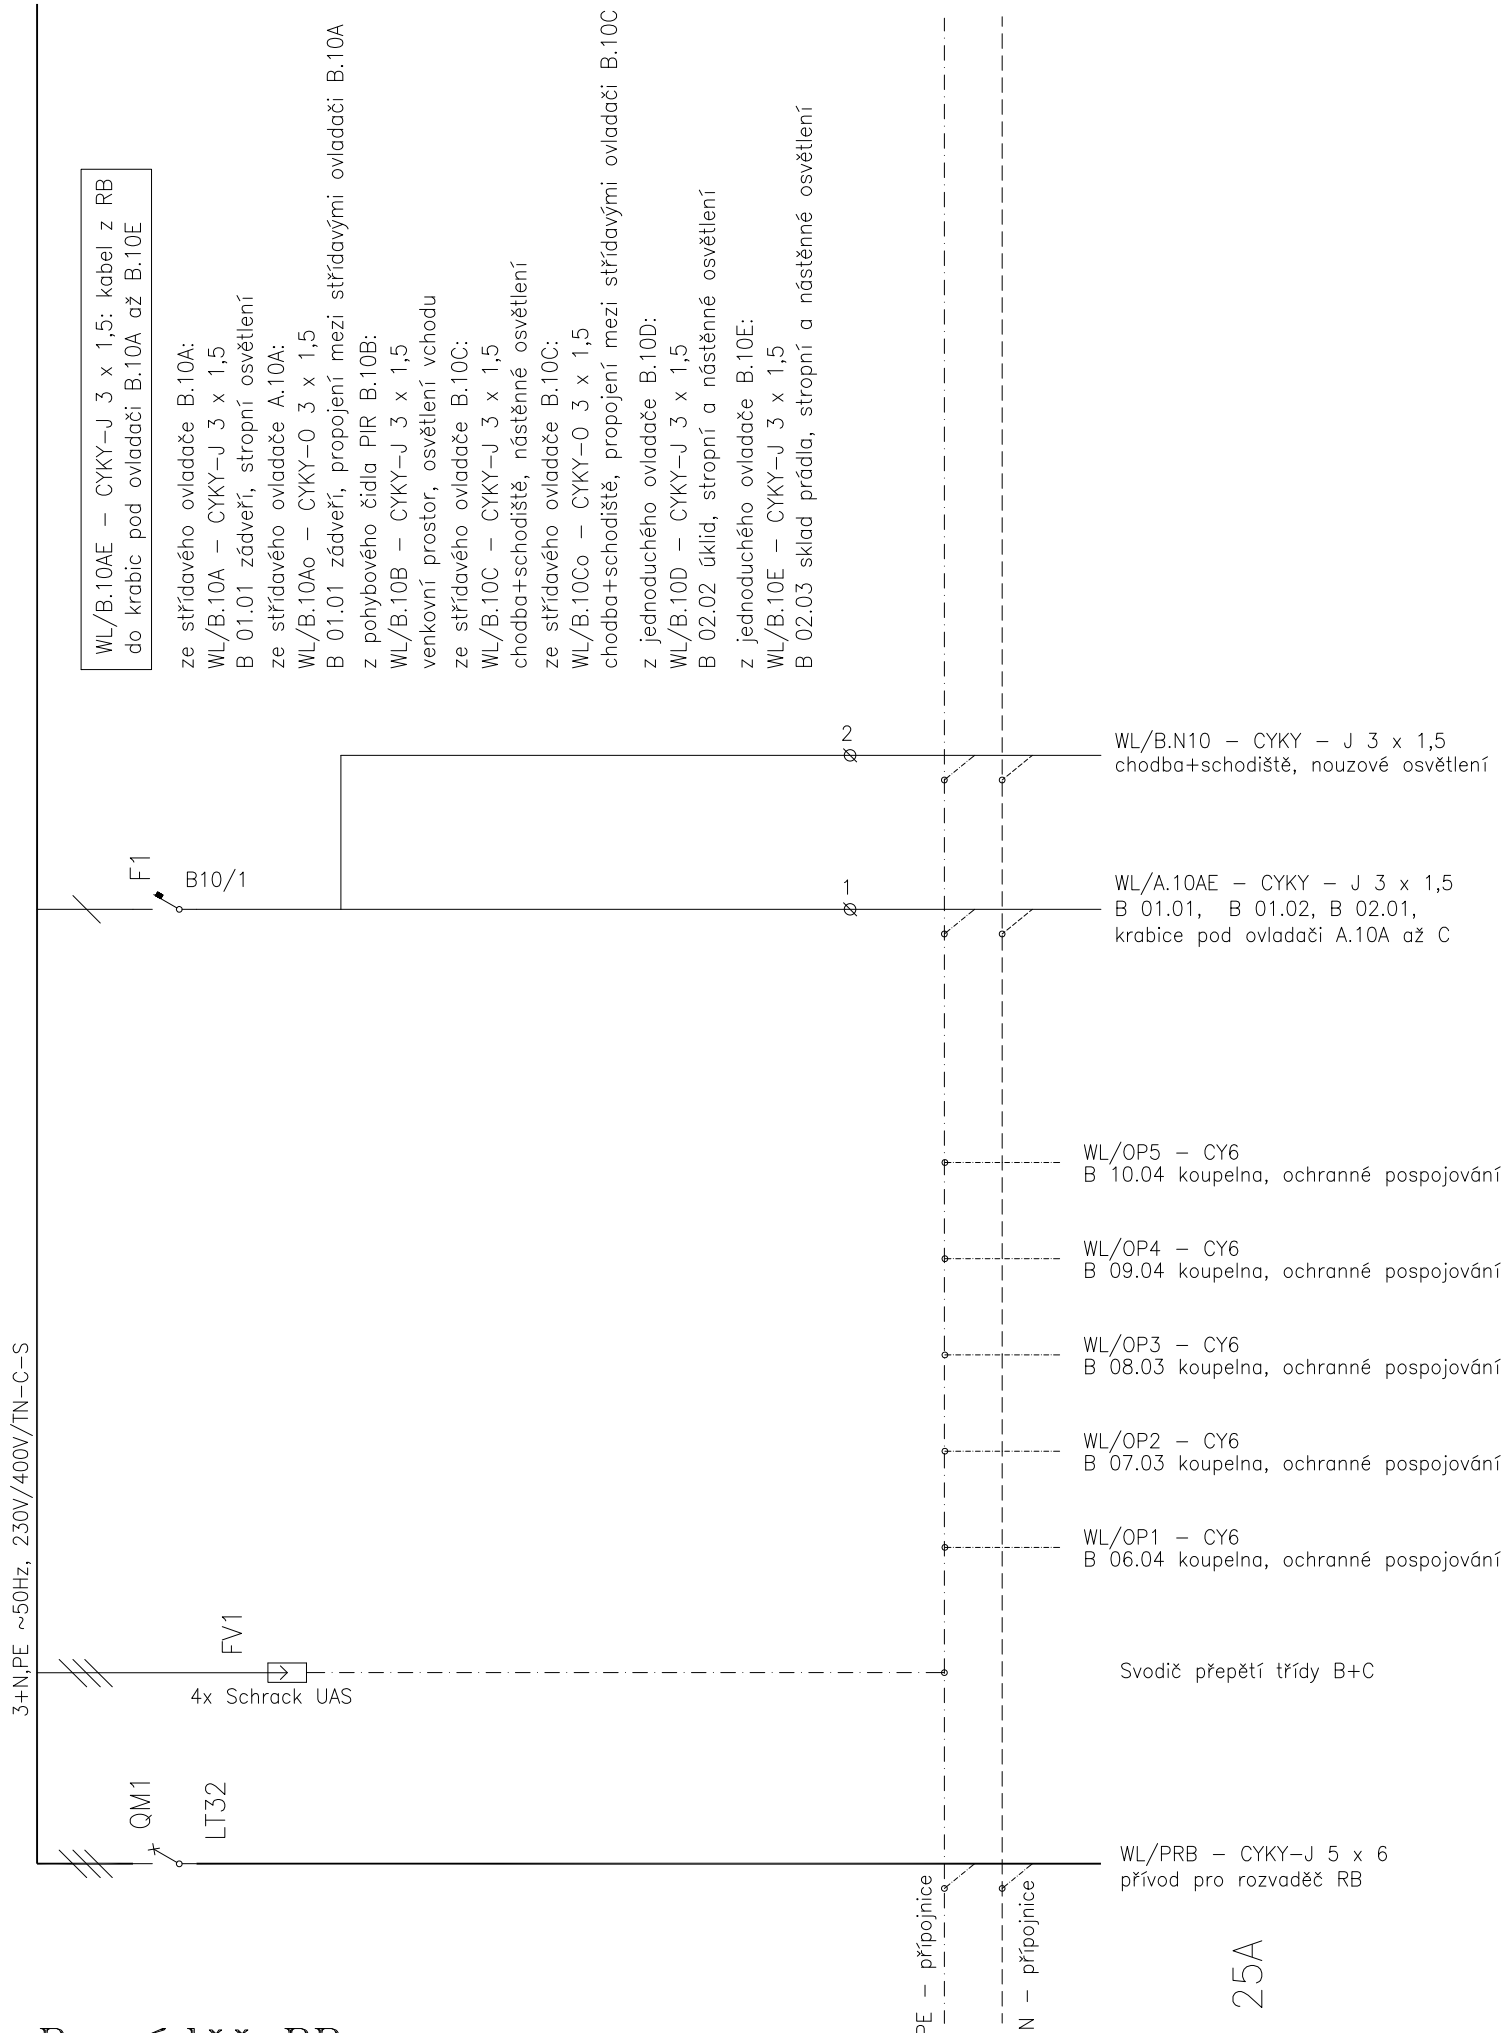 WL/B.10AE – CYKY–J 3 x 1,5: kabel z RB
do krabic pod ovladači B.10A až B.10E
ze střídavého ovladače B.10A:
WL/B.10A – CYKY–J 3 x 1,5
B 01.01 zádveří, stropní osvětlení
ze střídavého ovladače A.10A:
WL/B.10Ao – CYKY–O 3 x 1,5
B 01.01 zádveří, propojení mezi střídavými ovladači B.10A
z pohybového čidla PIR B.10B:
WL/B.10B – CYKY–J 3 x 1,5
venkovní prostor, osvětlení vchodu
ze střídavého ovladače B.10C:
WL/B.10C – CYKY–J 3 x 1,5
chodba+schodiště, nástěnné osvětlení
ze střídavého ovladače B.10C:
WL/B.10Co – CYKY–O 3 x 1,5
chodba+schodiště, propojení mezi střídavými ovladači B.10C
z jednoduchého ovladače B.10D:
WL/B.10D – CYKY–J 3 x 1,5
B 02.02 úklid, stropní a nástěnné osvětlení
z jednoduchého ovladače B.10E:
WL/B.10E – CYKY–J 3 x 1,5
B 02.03 sklad prádla, stropní a nástěnné osvětlení
2
WL/B.N10 – CYKY – J 3 x 1,5
chodba+schodiště, nouzové osvětlení
F1
B10/1
1
WL/A.10AE – CYKY – J 3 x 1,5
B 01.01, B 01.02, B 02.01,
krabice pod ovladači A.10A až C
WL/OP5 – CY6
B 10.04 koupelna, ochranné pospojování
WL/OP4 – CY6
B 09.04 koupelna, ochranné pospojování
WL/OP3 – CY6
B 08.03 koupelna, ochranné pospojování
WL/OP2 – CY6
B 07.03 koupelna, ochranné pospojování
WL/OP1 – CY6
B 06.04 koupelna, ochranné pospojování
3+N,PE ~50Hz, 230V/400V/TN–C–S
FV1
4x Schrack UAS
Svodič přepětí třídy B+C
QM1
LT32
WL/PRB – CYKY–J 5 x 6
přívod pro rozvaděč RB
PE – přípojnice
N – přípojnice
25A